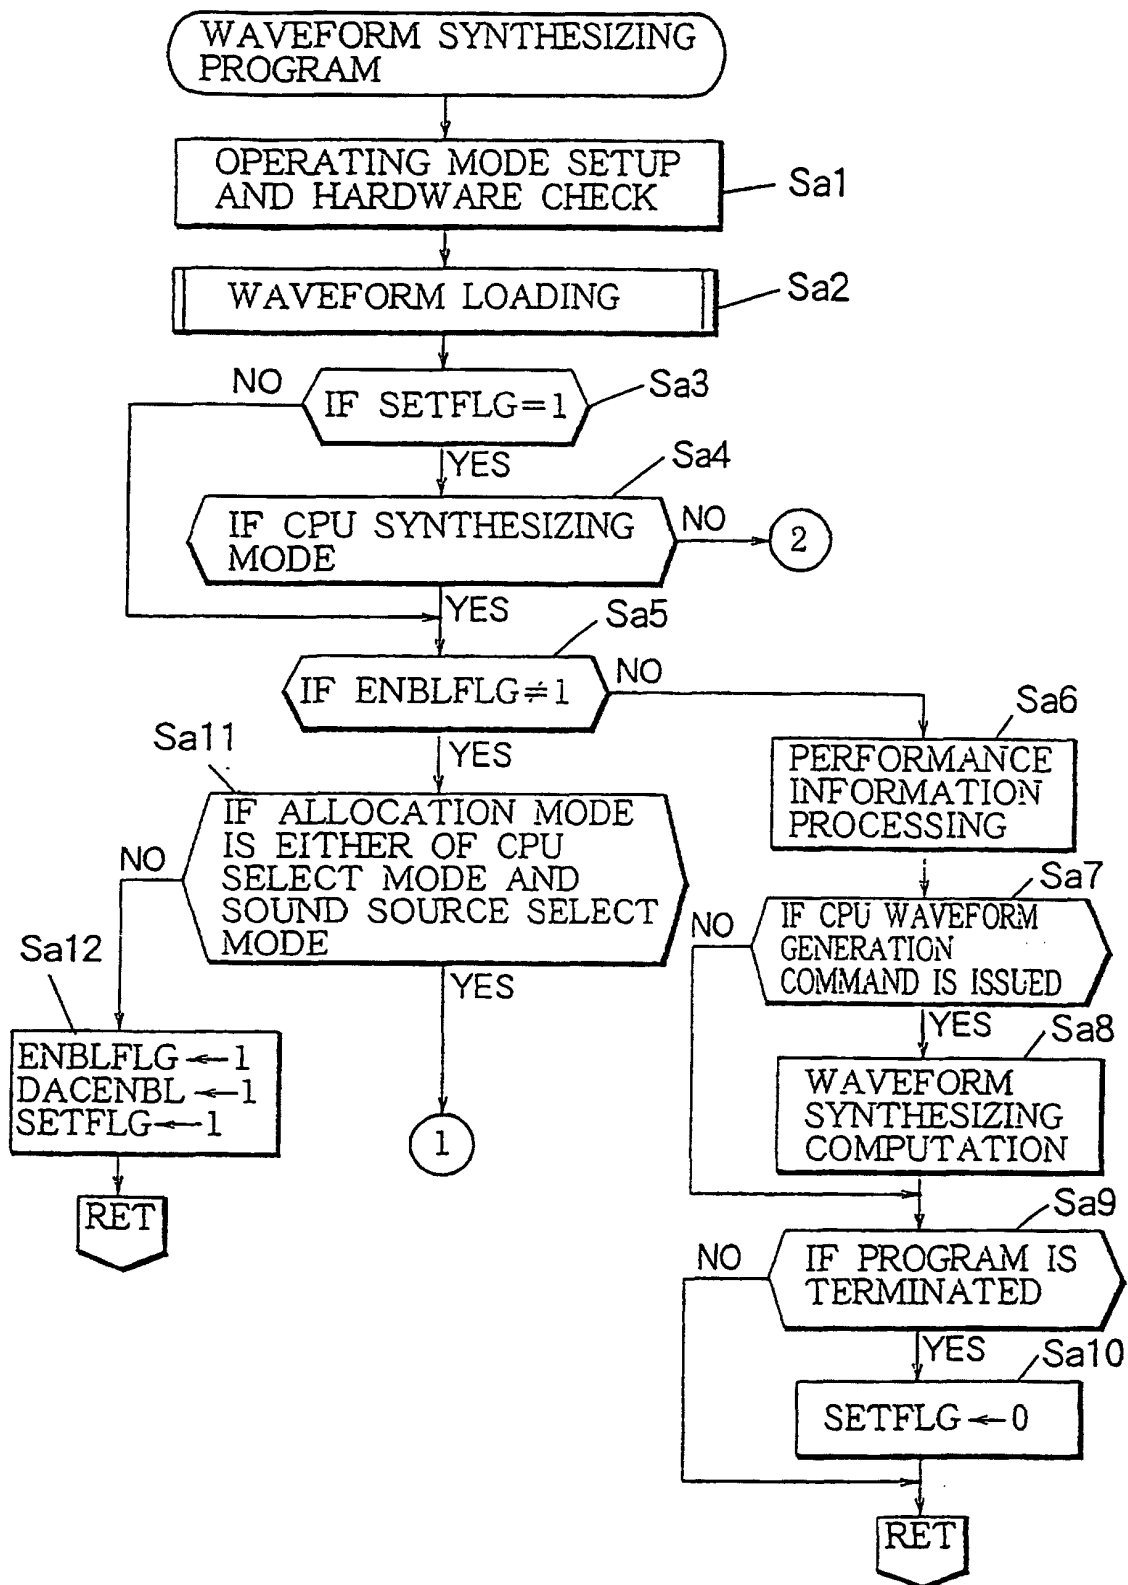 WAVEFORM SYNTHESIZING
PROGRAM
OPERATING MODE SETUP
AND HARDWARE CHECK
Sa1
WAVEFORM LOADING
Sa2
NO
IF SETFLG=1
Sa3
YES
Sa4
IF CPU SYNTHESIZING
MODE
NO
2
YES
Sa5
IF ENBLFLG≠1
NO
Sa6
Sa11
YES
PERFORMANCE
INFORMATION
PROCESSING
IF ALLOCATION MODE
IS EITHER OF CPU
SELECT MODE AND
SOUND SOURCE SELECT
MODE
NO
Sa7
IF CPU WAVEFORM
GENERATION
COMMAND IS ISSUED
NO
Sa12
YES
YES
Sa8
ENBLFLG←1
DACENBL←1
SETFLG←1
WAVEFORM
SYNTHESIZING
COMPUTATION
1
RET
Sa9
NO
IF PROGRAM IS
TERMINATED
YES
Sa10
SETFLG←0
RET